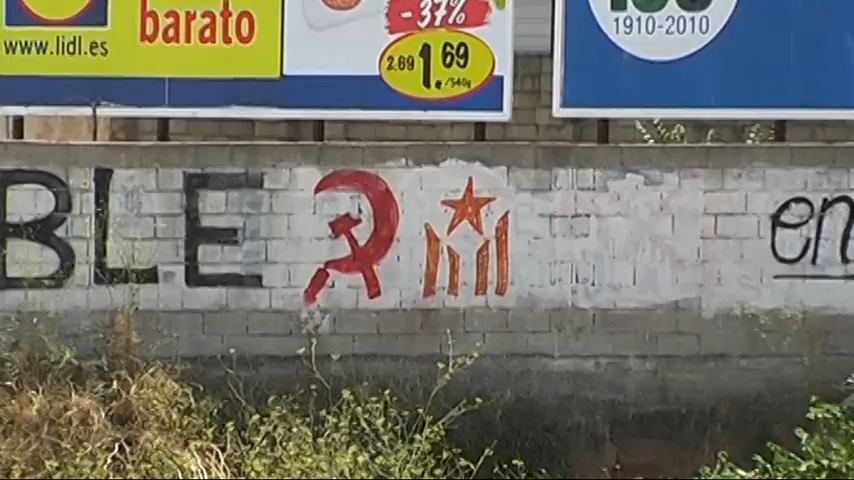 www.lidl.es
barato
-37%
2.69 1.69
€/540g
1910-2010
BLE
en